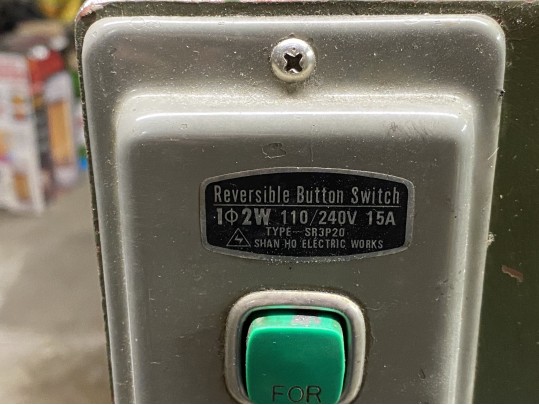 Reversible Button Switch
1Φ2W 110/240V 15A
TYPE-SR3P20
SHAN HO ELECTRIC WORKS
FOR